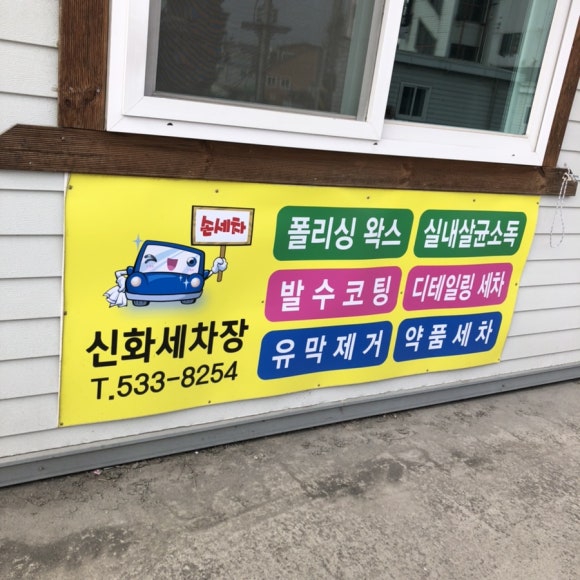 손세차
신화세차장
T.533-8254
폴리싱 왁스
실내살균소독
발수코팅
디테일링 세차
유막제거
약품세차